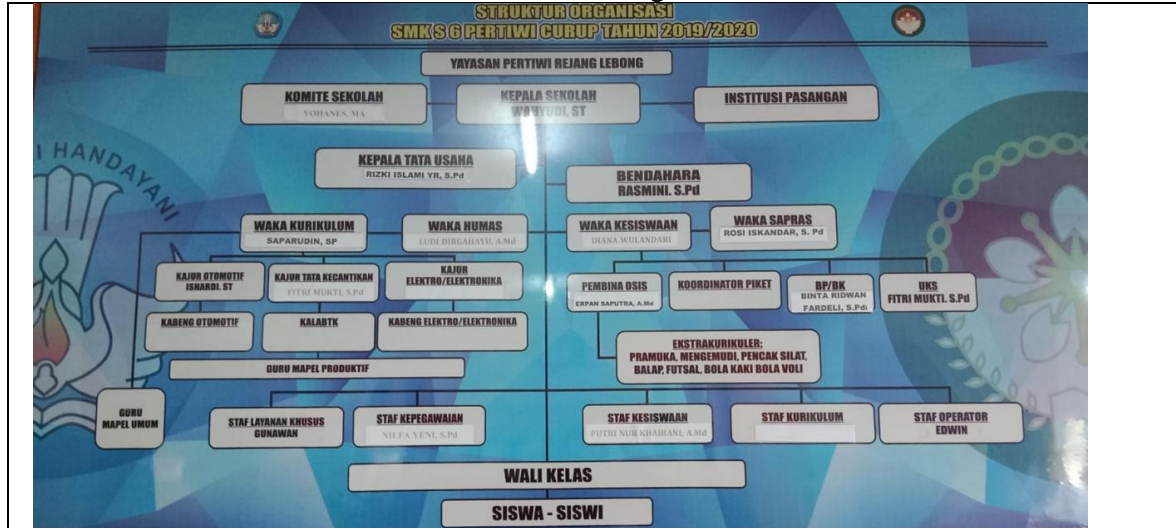 STRUKTUR ORGANISASI
SMK S 6 PERTIWI CURUP TAHUN 2019/2020
YAYASAN PERTIWI REJANG LEBONG
KOMITE SEKOLAH
YOHANES, MA
KEPALA SEKOLAH
WAHYUDI, ST
INSTITUSI PASANGAN
KEPALA TATA USAHA
RIZKI ISLAMI YR, S.Pd
BENDAHARA
RASMINI. S.Pd
WAKA KURIKULUM
SAPARUDIN, SP
WAKA HUMAS
LUDI DIRGAHAYU, A.Md
WAKA KESISWAAN
DIANA WULANDARI
WAKA SAPRAS
ROSI ISKANDAR, S. Pd
KAJUR OTOMOTIF
ISHARDI. ST
KAJUR TATA KECANTIKAN
FITRI MUKTI, S.Pd
KAJUR
ELEKTRO/ELEKTRONIKA
PEMBINA OSIS
ERPAN SAPUTRA, A.Md
KOORDINATOR PIKET
BP/BK
BINTA RIDWAN
FARDELI, S.Pdi
UKS
FITRI MUKTI. S.Pd
KABENG OTOMOTIF
KALABTK
KABENG ELEKTRO/ELEKTRONIKA
EKSTRAKURIKULER:
PRAMUKA, MENGEMUDI, PENCAK SILAT,
BALAP, FUTSAL, BOLA KAKI BOLA VOLI
GURU MAPEL PRODUKTIF
GURU
MAPEL UMUM
STAF LAYANAN KHUSUS
GUNAWAN
STAF KEPEGAWAIAN
NILFA YENI, S.Pd
STAF KESISWAAN
PUTRI NUR KHAIRANI, A.Md
STAF KURIKULUM
STAF OPERATOR
EDWIN
WALI KELAS
SISWA - SISWI
I HANDAYANI